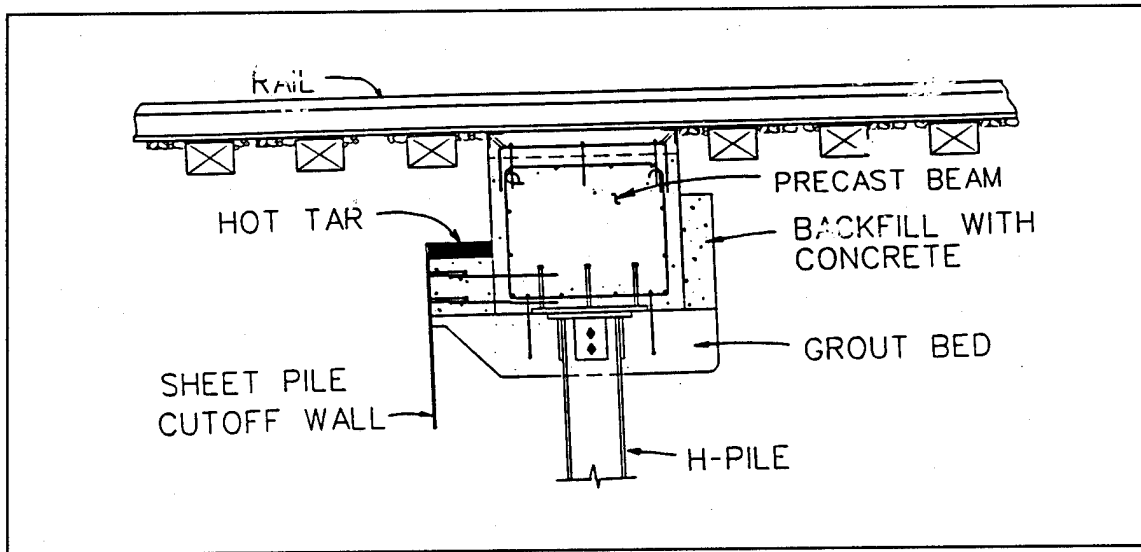 RAIL
PRECAST BEAM
HOT TAR
BACKFILL WITH
CONCRETE
GROUT BED
SHEET PILE
CUTOFF WALL
H-PILE